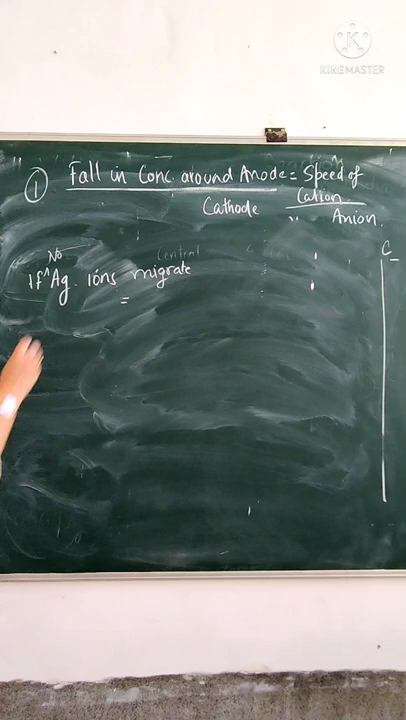 KINEMASTER
① Fall in Conc. around Anode = Speed of Cation
Cathode " Anion.
No
If ^ Ag. ions migrate
=
C